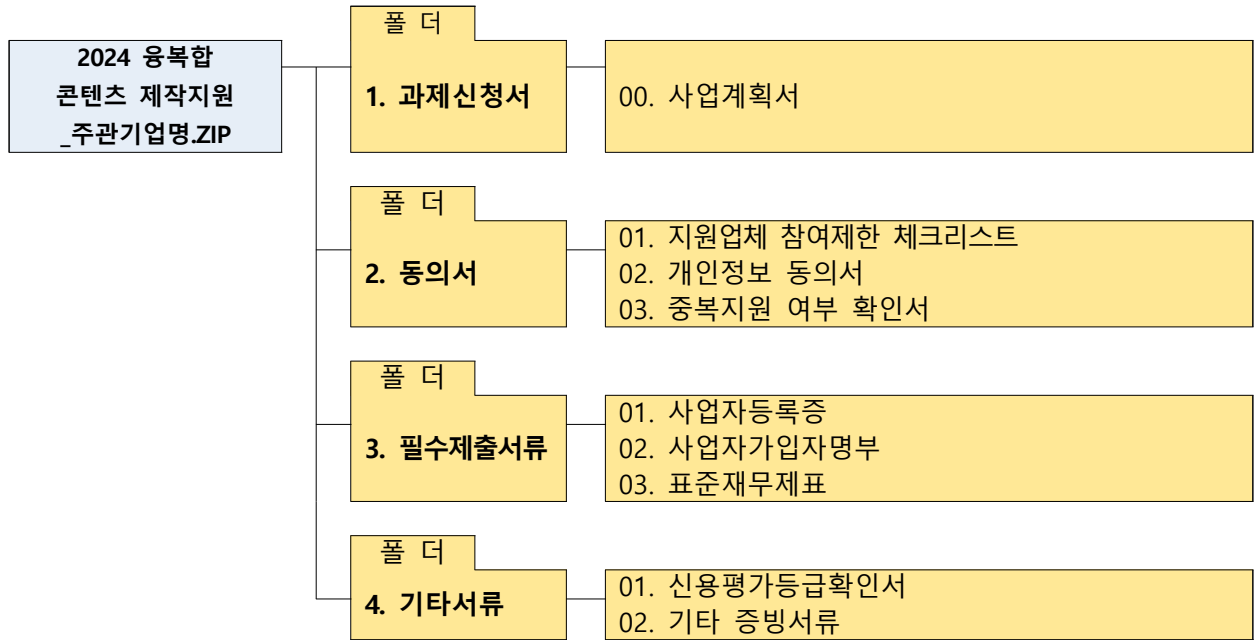 2024 융복합
콘텐츠 제작지원
_주관기업명.ZIP
폴 더
1. 과제신청서
00. 사업계획서
폴 더
2. 동의서
01. 지원업체 참여제한 체크리스트
02. 개인정보 동의서
03. 중복지원 여부 확인서
폴 더
3. 필수제출서류
01. 사업자등록증
02. 사업자가입자명부
03. 표준재무제표
폴 더
4. 기타서류
01. 신용평가등급확인서
02. 기타 증빙서류